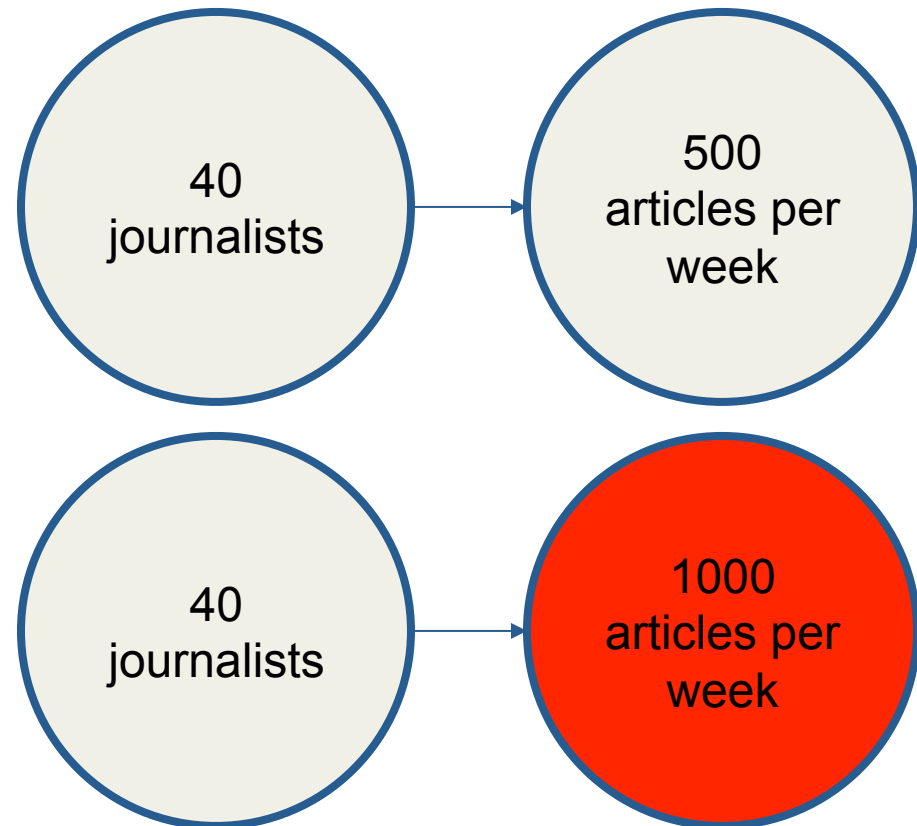 40
journalists
500
articles per
week
40
journalists
1000
articles per
week